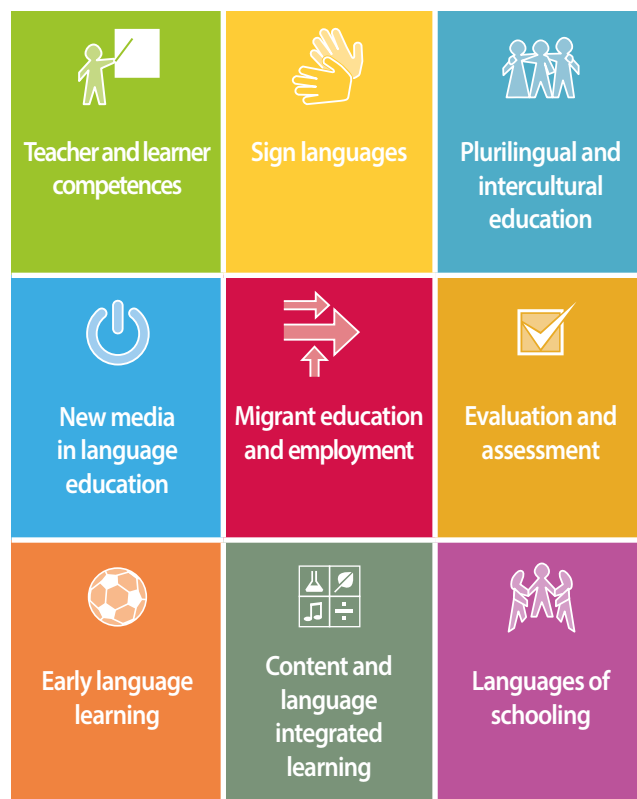 Teacher and learner
competences
Sign languages
Plurilingual and
intercultural
education
New media
in language
education
Migrant education
and employment
Evaluation and
assessment
Early language
learning
Content and
language
integrated
learning
Languages of
schooling